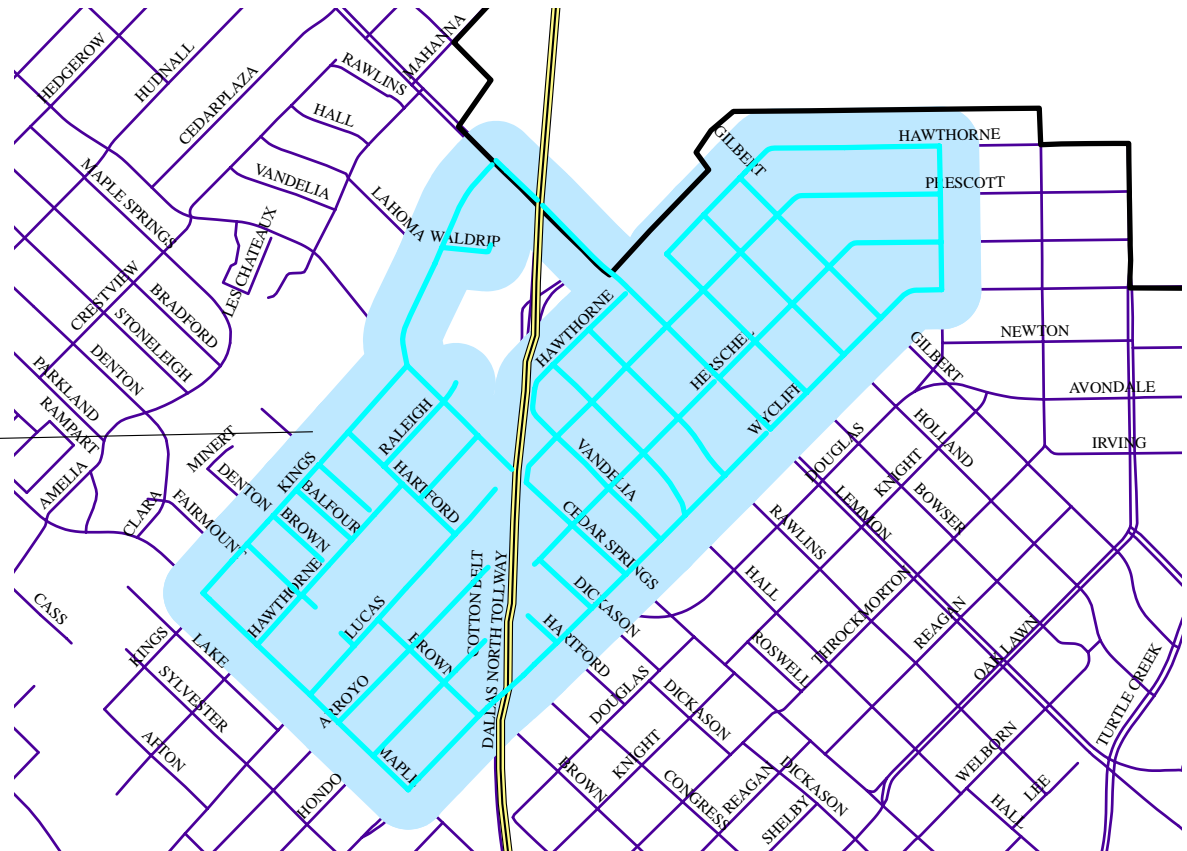 HEDGEROW
HUDNALL
CEDARPLAZA
RAWLINS
MAHANNA
HALL
VANDELIA
LAHOMA
WALDRIP
MAPLE SPRINGS
LES CHATEAUX
CRESTVIEW
BRADFORD
STONELEIGH
DENTON
PARKLAND
RAMPART
AMELIA
CLARA
MINERT
DENTON
FAIRMOUNT
KINGS
BALFOUR
BROWN
HAWTHORNE
RALEIGH
HARTFORD
LUCAS
ARROYO
BROWN
MAPLE
COTTON BELT
DALLAS NORTH TOLLWAY
CASS
KINGS
LAKE
SYLVESTER
AFTON
HONDO
GILBERT
HAWTHORNE
PRESCOTT
HAWTHORNE
HERSCHEL
WYCLIFF
VANDELIA
CEDAR SPRINGS
DICKASON
HARTFORD
NEWTON
GILBERT
AVONDALE
IRVING
DOUGLAS
HOLLAND
KNIGHT
BOWSER
LEMMON
RAWLINS
HALL
THROCKMORTON
REAGAN
OAK LAWN
ROSWELL
DOUGLAS
DICKASON
KNIGHT
BROWN
CONGRESS
REAGAN
DICKASON
SHELBY
WELBORN
LEE
HALL
TURTLE CREEK